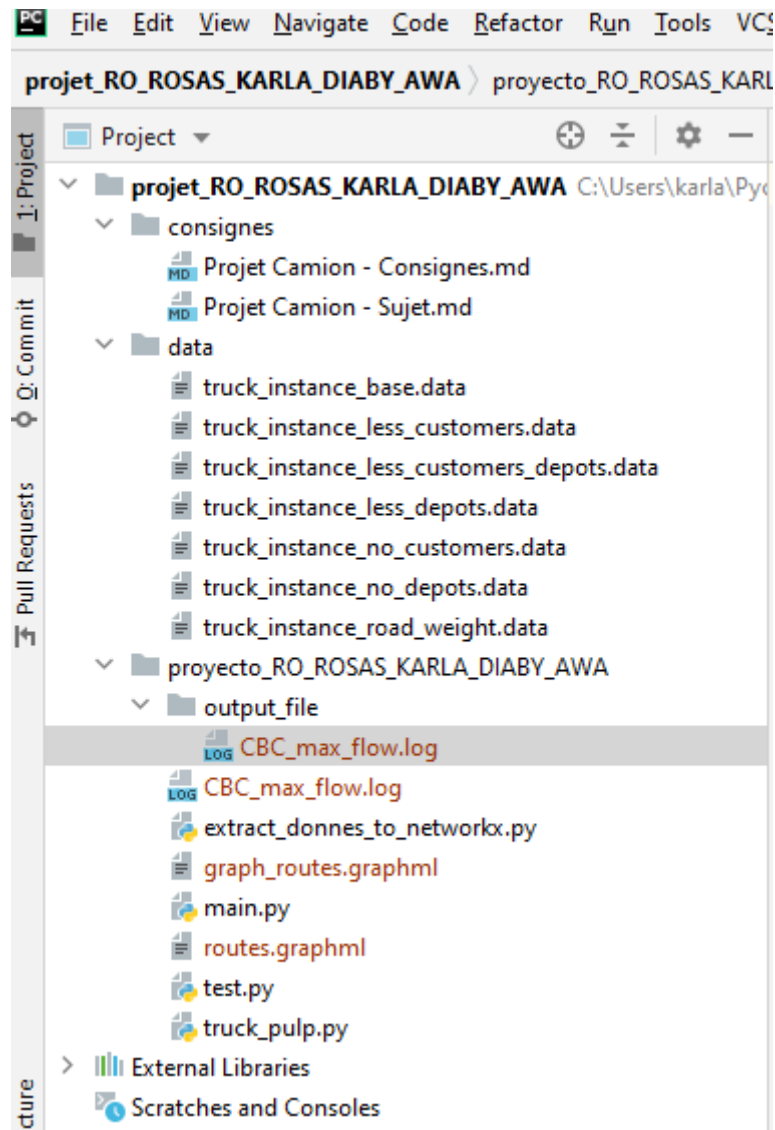 PC File Edit View Navigate Code Refactor Run Tools VCS
projet_RO_ROSAS_KARLA_DIABY_AWA proyecto_RO_ROSAS_KARL
Project
projet_RO_ROSAS_KARLA_DIABY_AWA C:\Users\karla\Pyc
consignes
MD Projet Camion - Consignes.md
MD Projet Camion - Sujet.md
data
truck_instance_base.data
truck_instance_less_customers.data
truck_instance_less_customers_depots.data
truck_instance_less_depots.data
truck_instance_no_customers.data
truck_instance_no_depots.data
truck_instance_road_weight.data
proyecto_RO_ROSAS_KARLA_DIABY_AWA
output_file
LOG CBC_max_flow.log
LOG CBC_max_flow.log
extract_donnes_to_networkx.py
graph_routes.graphml
main.py
routes.graphml
test.py
truck_pulp.py
External Libraries
Scratches and Consoles
1: Project
0: Commit
Pull Requests
cture